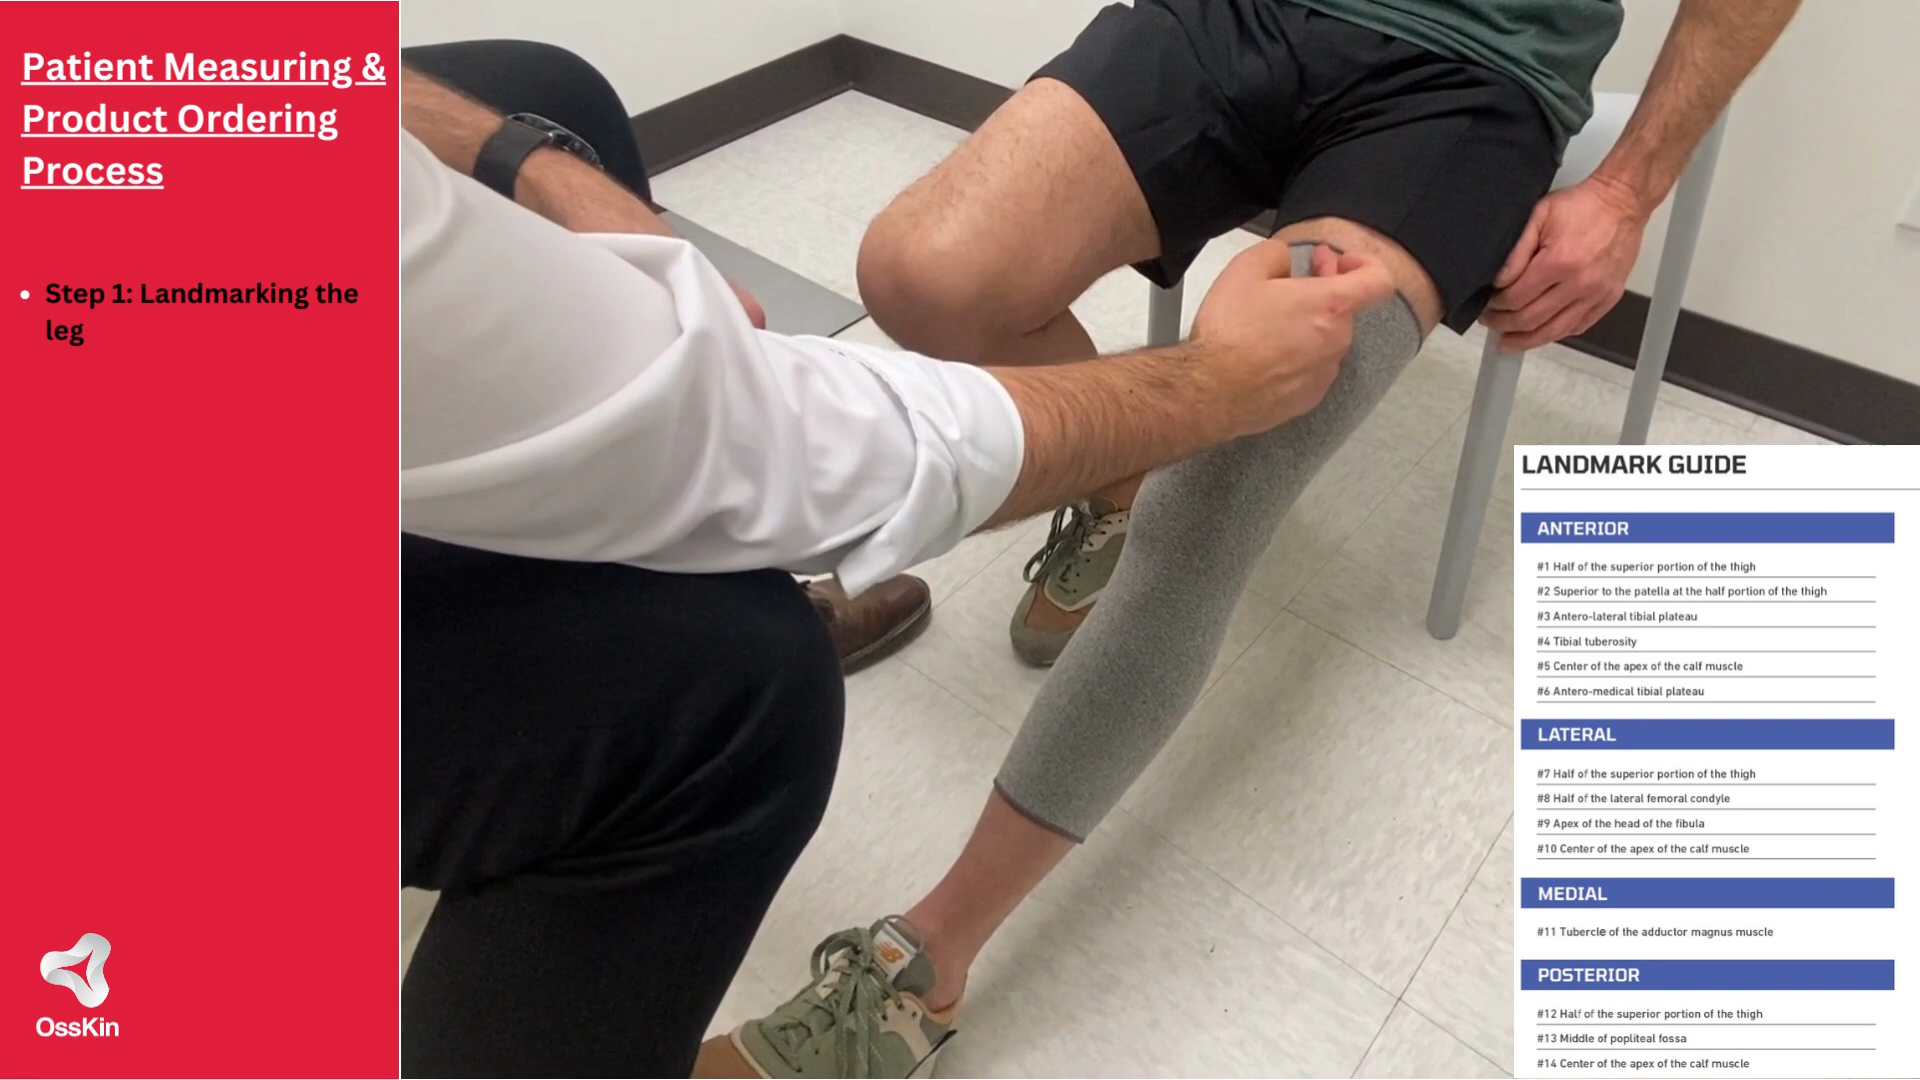 Patient Measuring &
Product Ordering
Process
Step 1: Landmarking the
leg
OssKin
LANDMARK GUIDE
ANTERIOR
#1 Half of the superior portion of the thigh
#2 Superior to the patella at the half portion of the thigh
#3 Antero-lateral tibial plateau
#4 Tibial tuberosity
#5 Center of the apex of the calf muscle
#6 Antero-medical tibial plateau
LATERAL
#7 Half of the superior portion of the thigh
#8 Half of the lateral femoral condyle
#9 Apex of the head of the fibula
#10 Center of the apex of the calf muscle
MEDIAL
#11 Tubercle of the adductor magnus muscle
POSTERIOR
#12 Half of the superior portion of the thigh
#13 Middle of popliteal fossa
#14 Center of the apex of the calf muscle